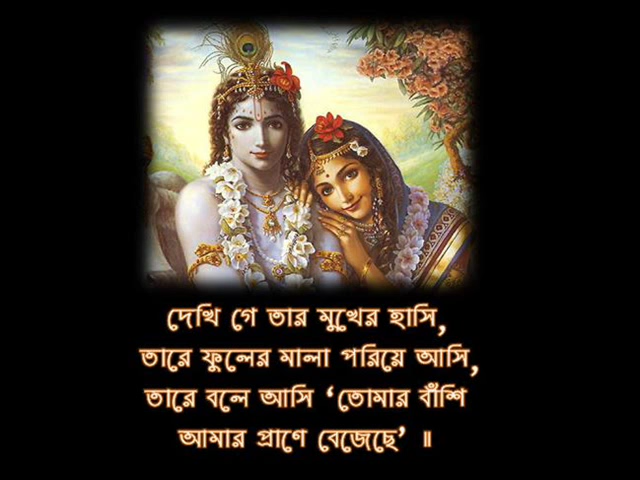 দেখি গে তার মুখের হাসি,
তারে ফুলের মালা পরিয়ে আসি,
তারে বলে আসি ‘তোমার বাঁশি
আমার প্রাণে বেজেছে’ ॥